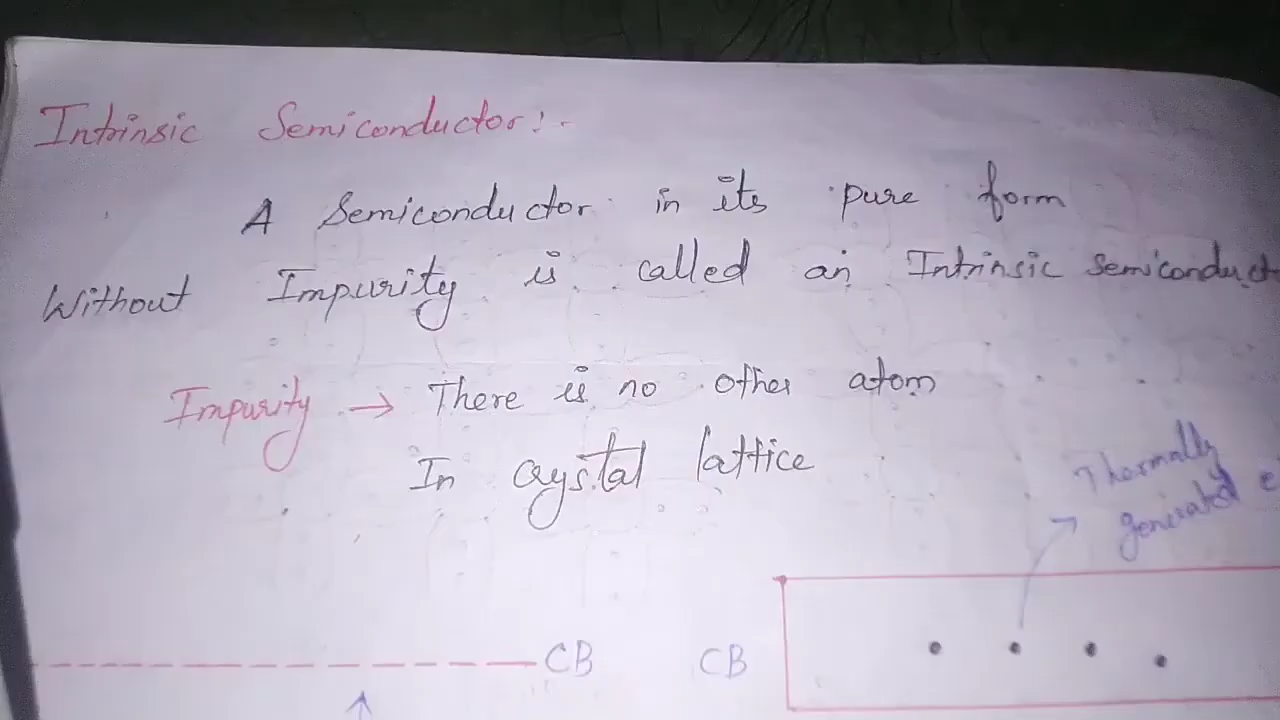 Intrinsic Semiconductor:-
A Semiconductor in its pure form
Without Impurity is called an Intrinsic Semiconduct
Impurity → There is no other atom
In crystal lattice
Thermally
generated e
CB
CB